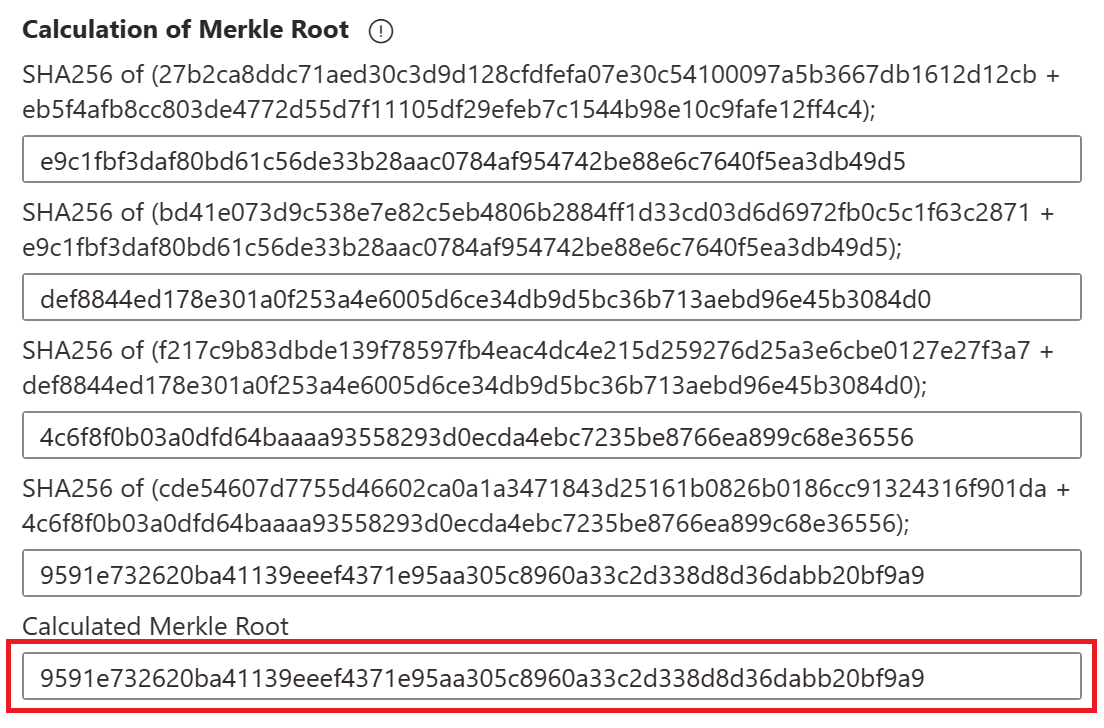 Calculation of Merkle Root
SHA256 of (27b2ca8ddc71aed30c3d9d128cfdfefa07e30c54100097a5b3667db1612d12cb +
eb5f4afb8cc803de4772d55d7f11105df29efeb7c1544b98e10c9fafe12ff4c4);
e9c1fbf3daf80bd61c56de33b28aac0784af954742be88e6c7640f5ea3db49d5
SHA256 of (bd41e073d9c538e7e82c5eb4806b2884ff1d33cd03d6d6972fb0c5c1f63c2871 +
e9c1fbf3daf80bd61c56de33b28aac0784af954742be88e6c7640f5ea3db49d5);
def8844ed178e301a0f253a4e6005d6ce34db9d5bc36b713aebd96e45b3084d0
SHA256 of (f217c9b83dbde139f78597fb4eac4dc4e215d259276d25a3e6cbe0127e27f3a7 +
def8844ed178e301a0f253a4e6005d6ce34db9d5bc36b713aebd96e45b3084d0);
4c6f8f0b03a0dfd64baaaa93558293d0ecda4ebc7235be8766ea899c68e36556
SHA256 of (cde54607d7755d46602ca0a1a3471843d25161b0826b0186cc91324316f901da +
4c6f8f0b03a0dfd64baaaa93558293d0ecda4ebc7235be8766ea899c68e36556);
9591e732620ba41139eeef4371e95aa305c8960a33c2d338d8d36dabb20bf9a9
Calculated Merkle Root
9591e732620ba41139eeef4371e95aa305c8960a33c2d338d8d36dabb20bf9a9